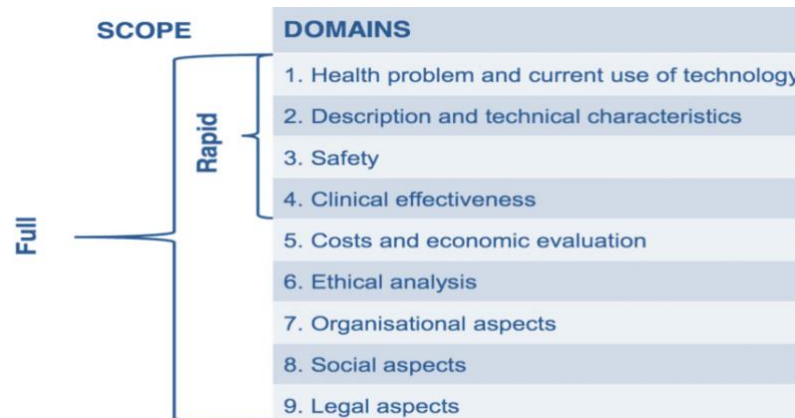 SCOPE
DOMAINS
Full
Rapid
1. Health problem and current use of technology
2. Description and technical characteristics
3. Safety
4. Clinical effectiveness
5. Costs and economic evaluation
6. Ethical analysis
7. Organisational aspects
8. Social aspects
9. Legal aspects